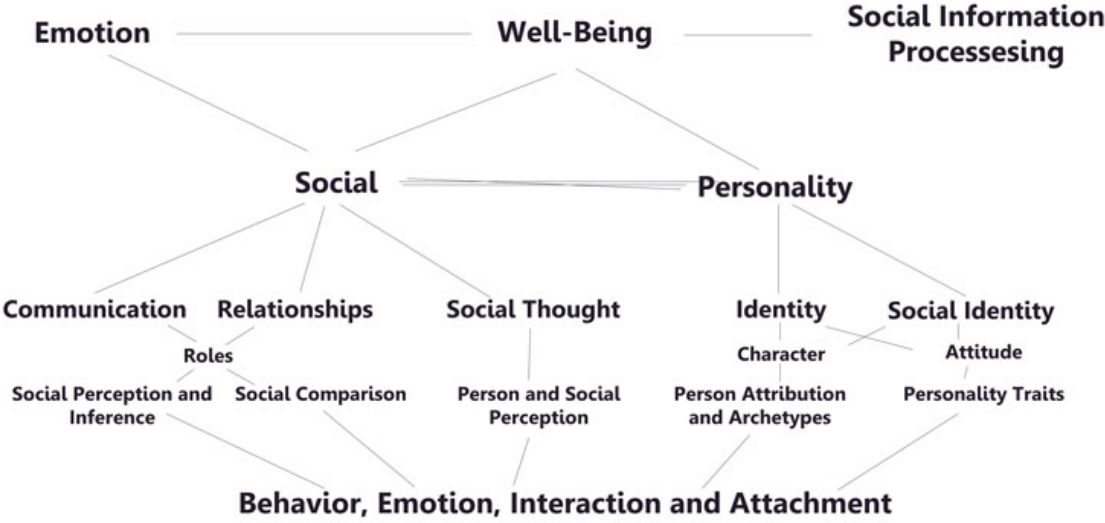 Emotion
Well-Being
Social Information
Processesing
Social
Personality
Communication
Relationships
Social Thought
Identity
Social Identity
Roles
Character
Attitude
Social Perception and
Inference
Social Comparison
Person and Social
Perception
Person Attribution
and Archetypes
Personality Traits
Behavior, Emotion, Interaction and Attachment